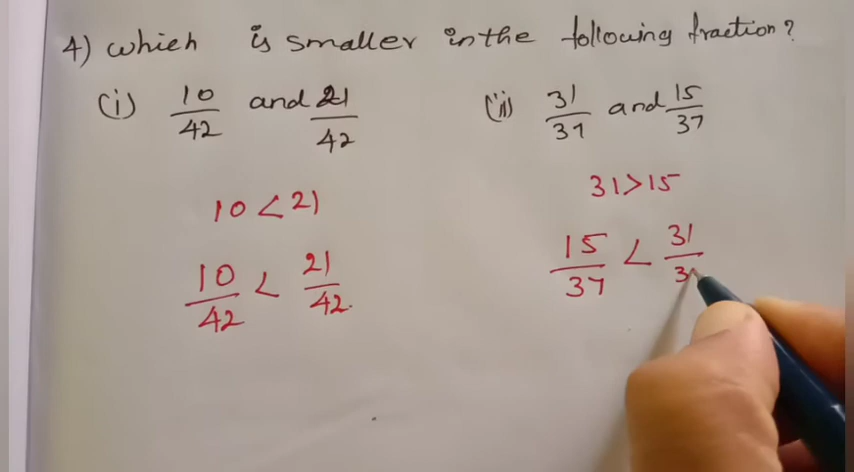 4) which is smaller in the following fraction?
(i) 10/42 and 21/42 (ii) 31/37 and 15/37
10 < 21
31 > 15
10/42 < 21/42.
15/37 < 31/3